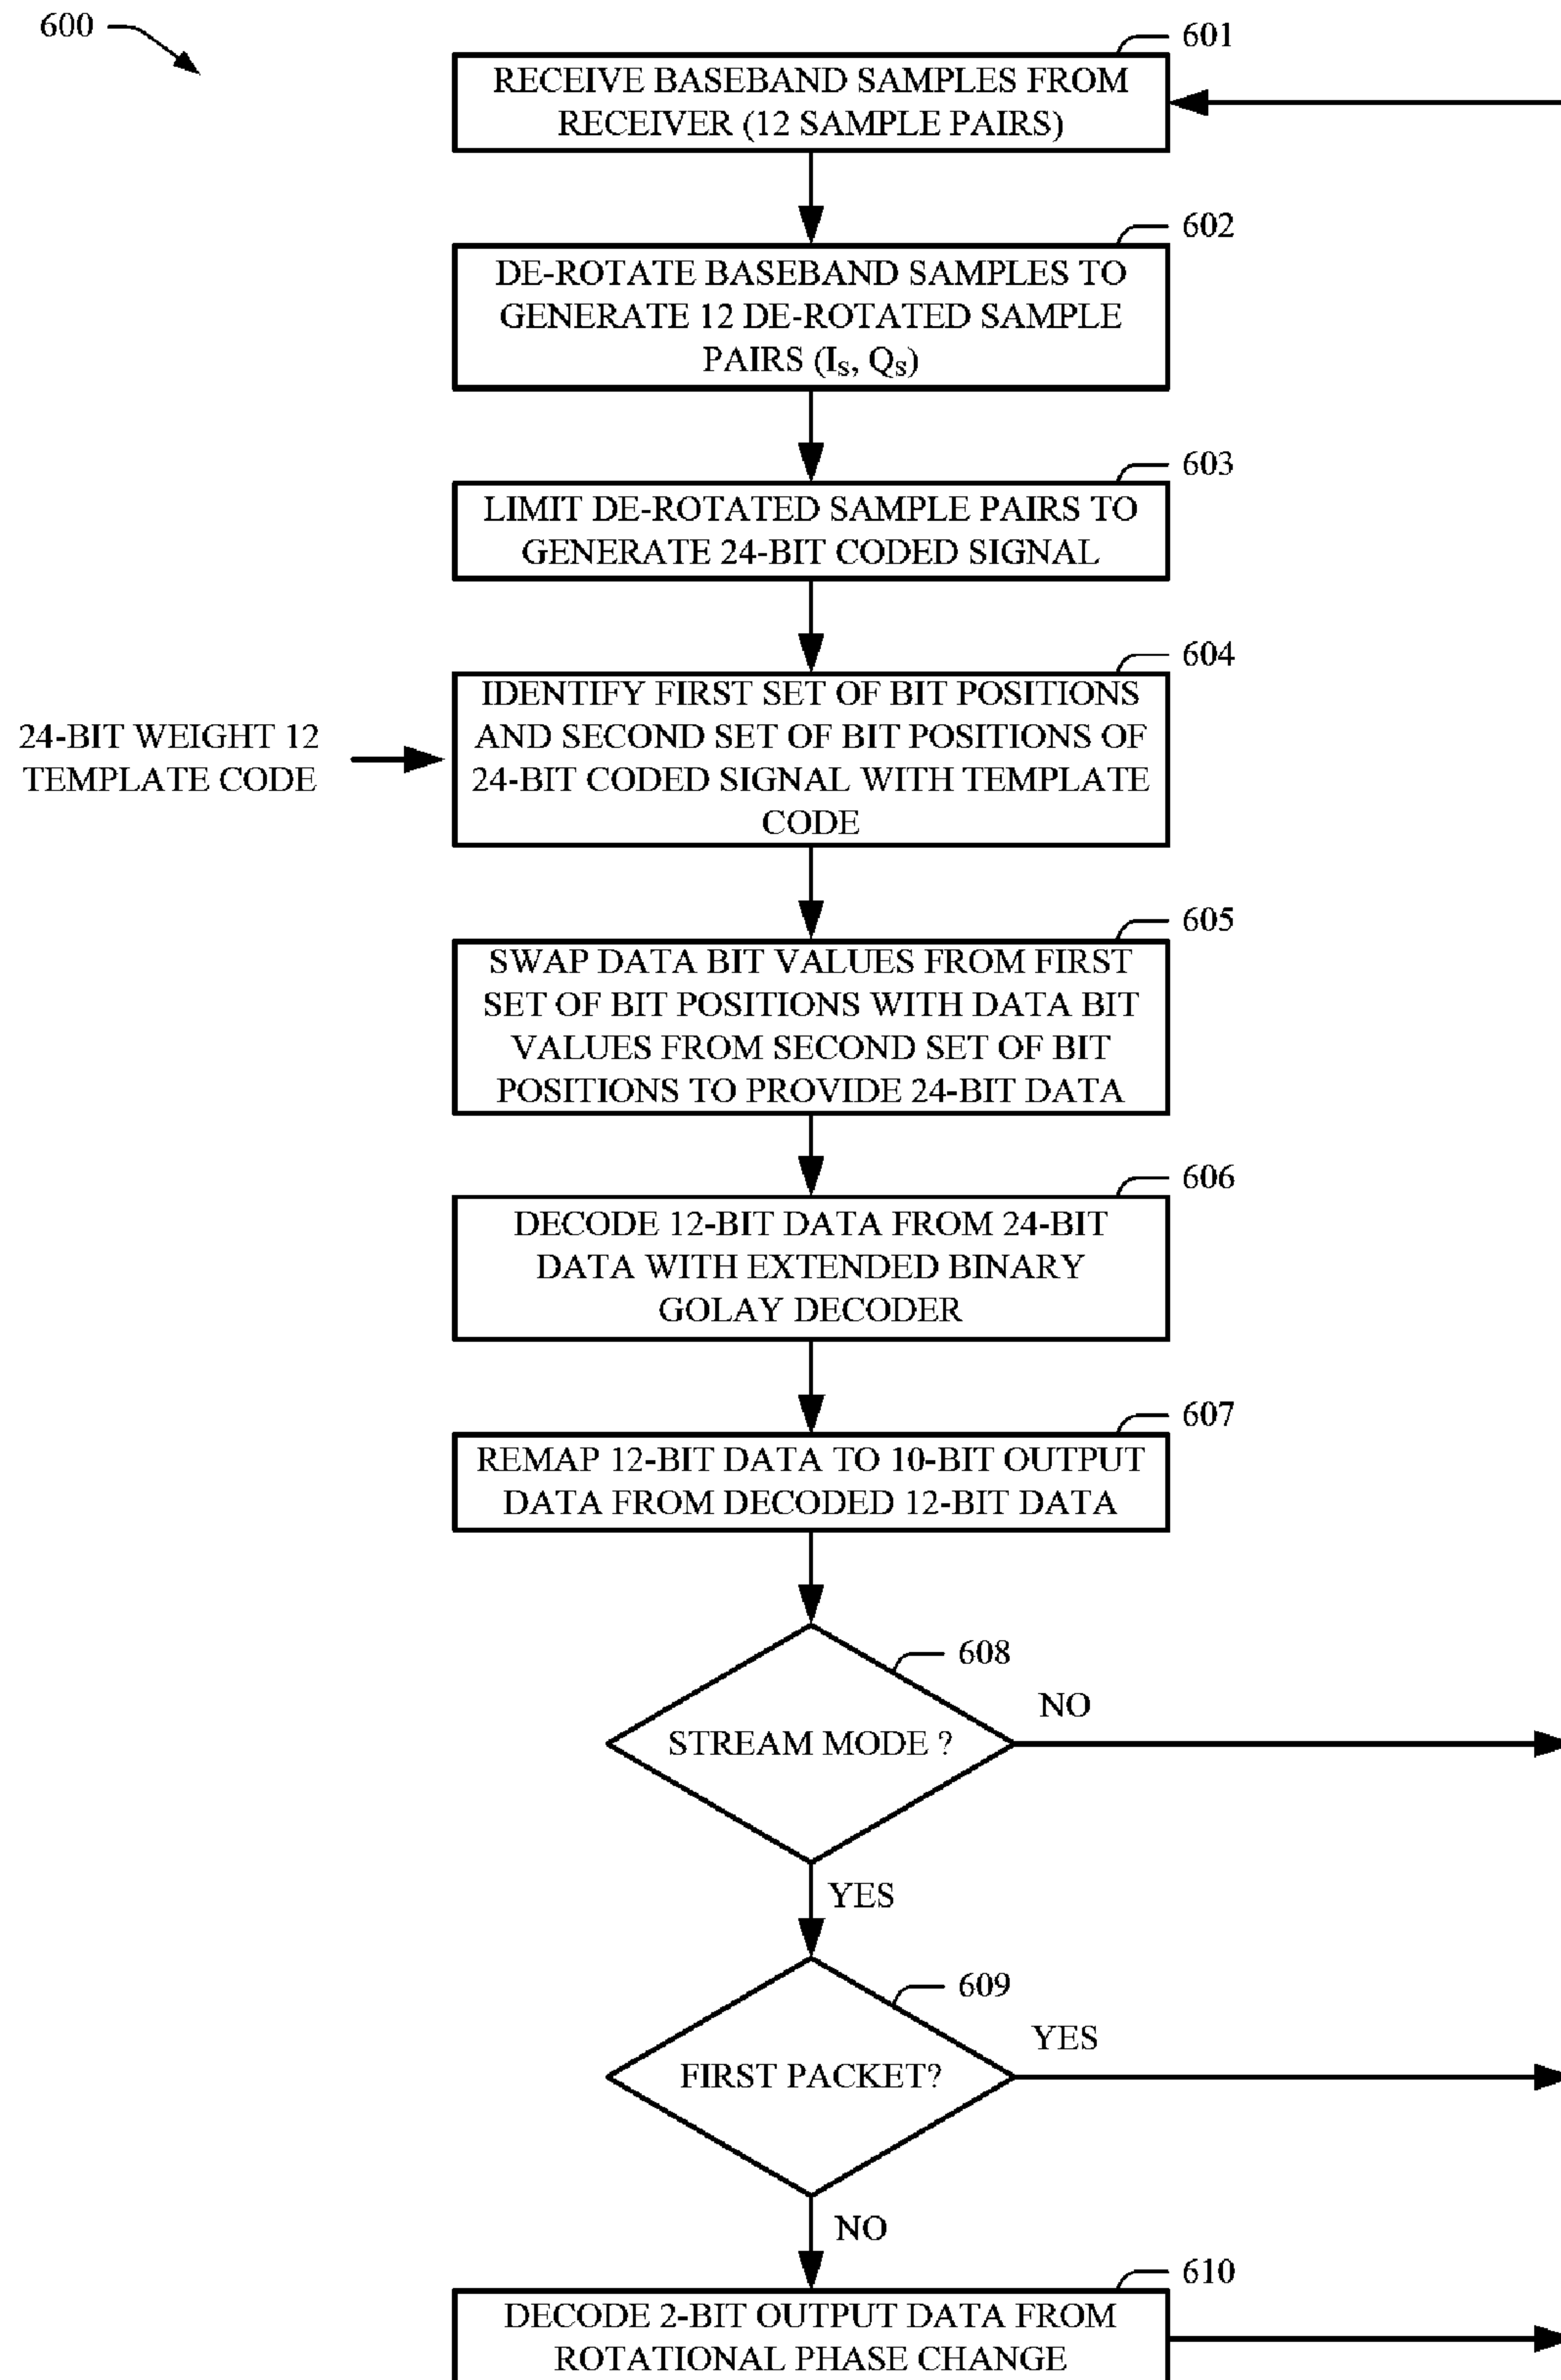 600
601
RECEIVE BASEBAND SAMPLES FROM
RECEIVER (12 SAMPLE PAIRS)
602
DE-ROTATE BASEBAND SAMPLES TO
GENERATE 12 DE-ROTATED SAMPLE
PAIRS (IS, QS)
603
LIMIT DE-ROTATED SAMPLE PAIRS TO
GENERATE 24-BIT CODED SIGNAL
604
24-BIT WEIGHT 12
TEMPLATE CODE
IDENTIFY FIRST SET OF BIT POSITIONS
AND SECOND SET OF BIT POSITIONS OF
24-BIT CODED SIGNAL WITH TEMPLATE
CODE
605
SWAP DATA BIT VALUES FROM FIRST
SET OF BIT POSITIONS WITH DATA BIT
VALUES FROM SECOND SET OF BIT
POSITIONS TO PROVIDE 24-BIT DATA
606
DECODE 12-BIT DATA FROM 24-BIT
DATA WITH EXTENDED BINARY
GOLAY DECODER
607
REMAP 12-BIT DATA TO 10-BIT OUTPUT
DATA FROM DECODED 12-BIT DATA
608
STREAM MODE ?
NO
YES
609
FIRST PACKET?
YES
NO
610
DECODE 2-BIT OUTPUT DATA FROM
ROTATIONAL PHASE CHANGE